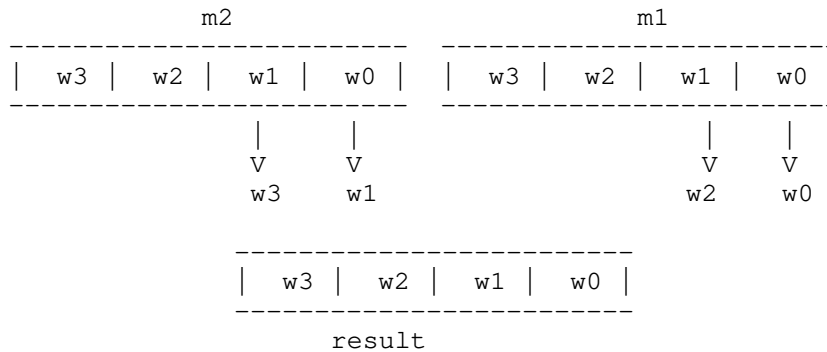 m2 m1
| w3 | w2 | w1 | w0 | | w3 | w2 | w1 | w0
| | | |
V V V V
w3 w1 w2 w0
| w3 | w2 | w1 | w0 |
result